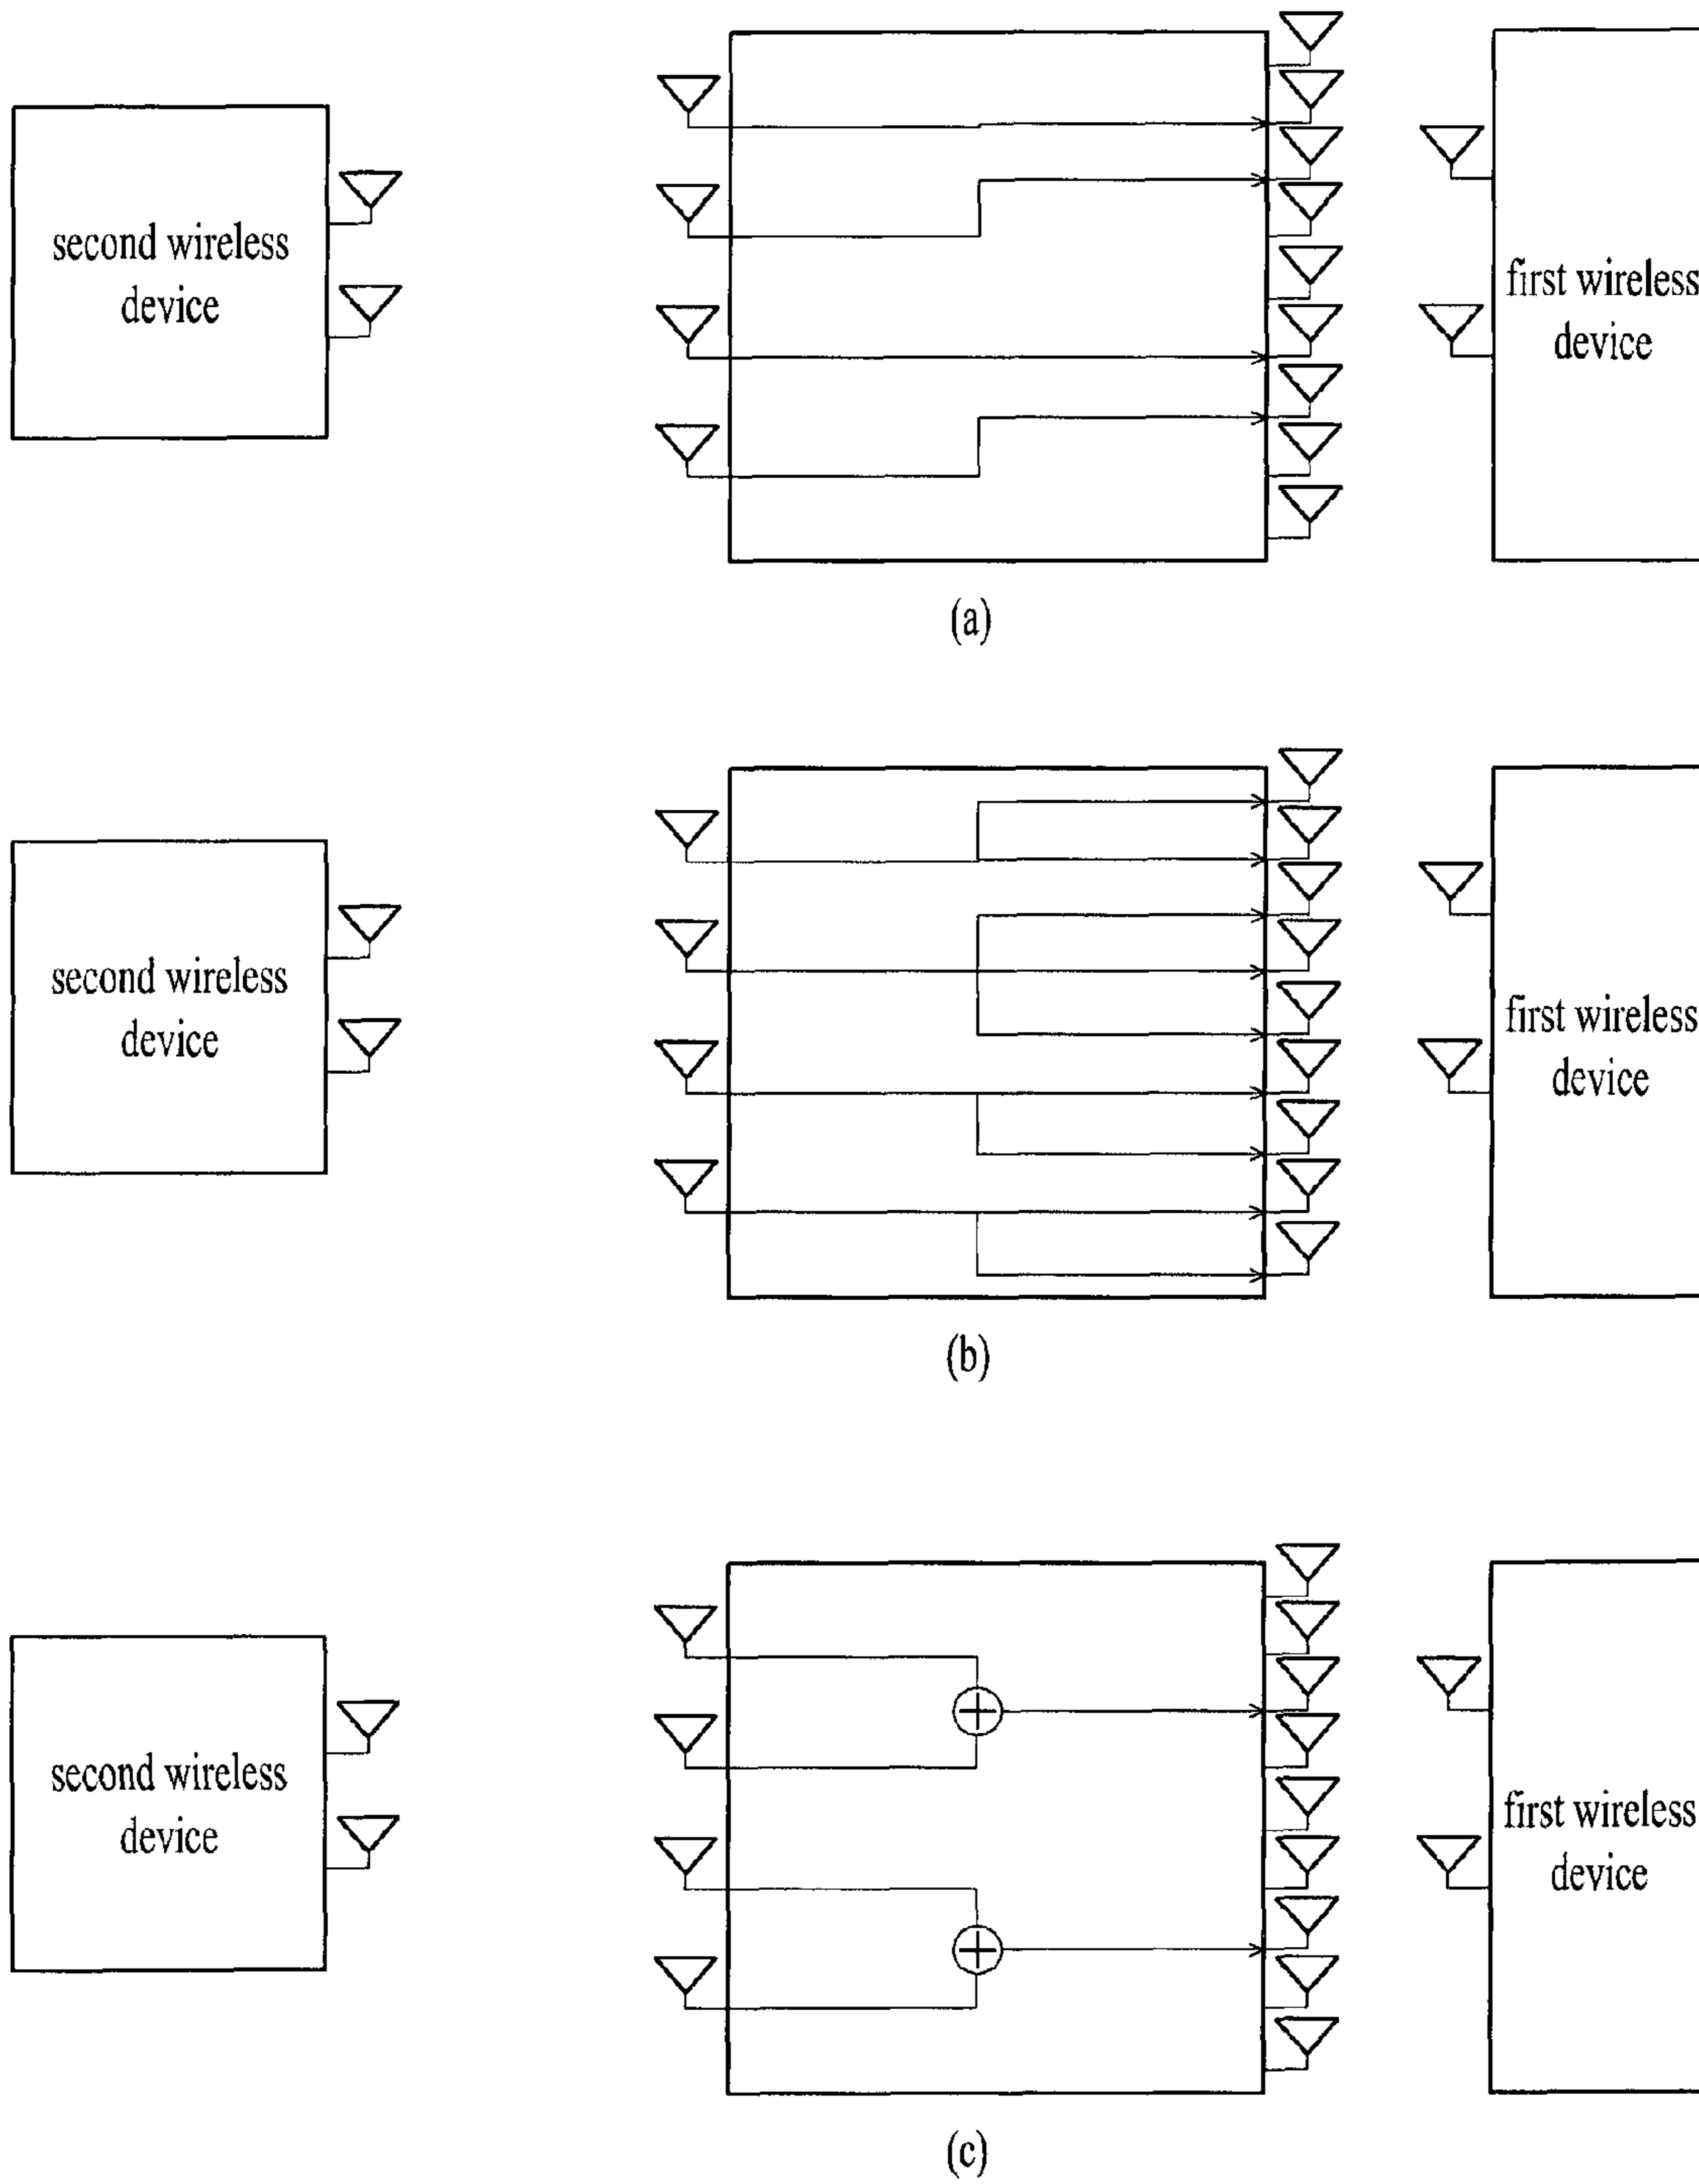 second wireless
device
first wireless
device
(a)
second wireless
device
first wireless
device
(b)
second wireless
device
first wireless
device
(c)